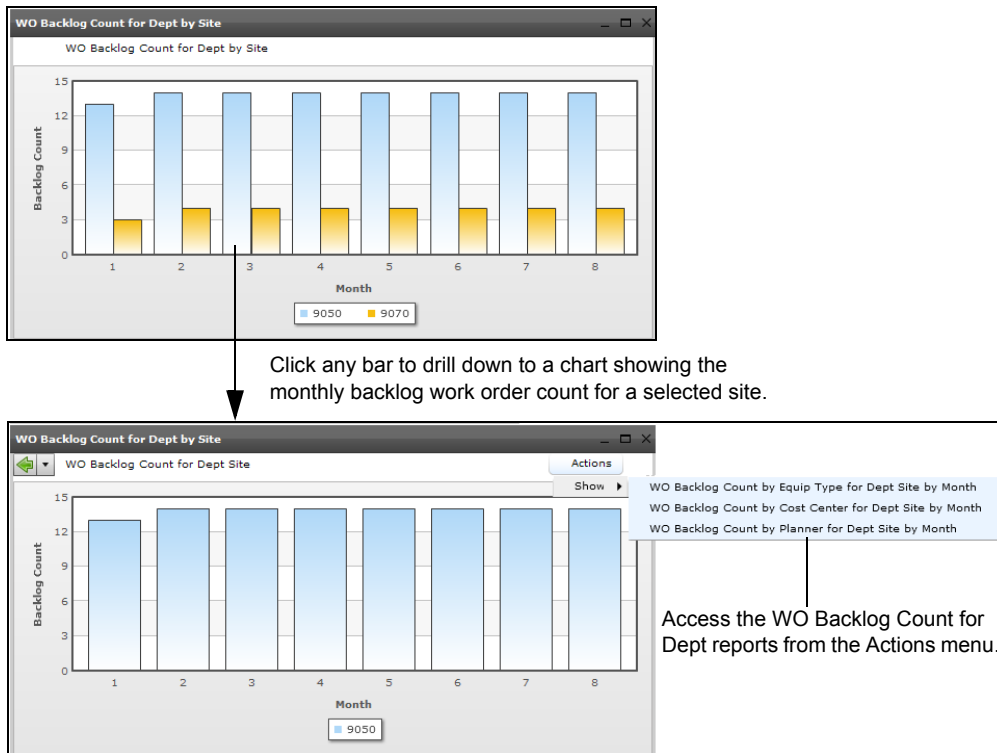 WO Backlog Count for Dept by Site
WO Backlog Count for Dept by Site
15
12
9
6
3
0
Backlog Count
1 2 3 4 5 6 7 8
Month
9050 9070
Click any bar to drill down to a chart showing the
monthly backlog work order count for a selected site.
WO Backlog Count for Dept by Site
WO Backlog Count for Dept Site
Actions
Show
WO Backlog Count by Equip Type for Dept Site by Month
WO Backlog Count by Cost Center for Dept Site by Month
WO Backlog Count by Planner for Dept Site by Month
15
12
9
6
3
0
Backlog Count
1 2 3 4 5 6 7 8
Month
9050
Access the WO Backlog Count for
Dept reports from the Actions menu.